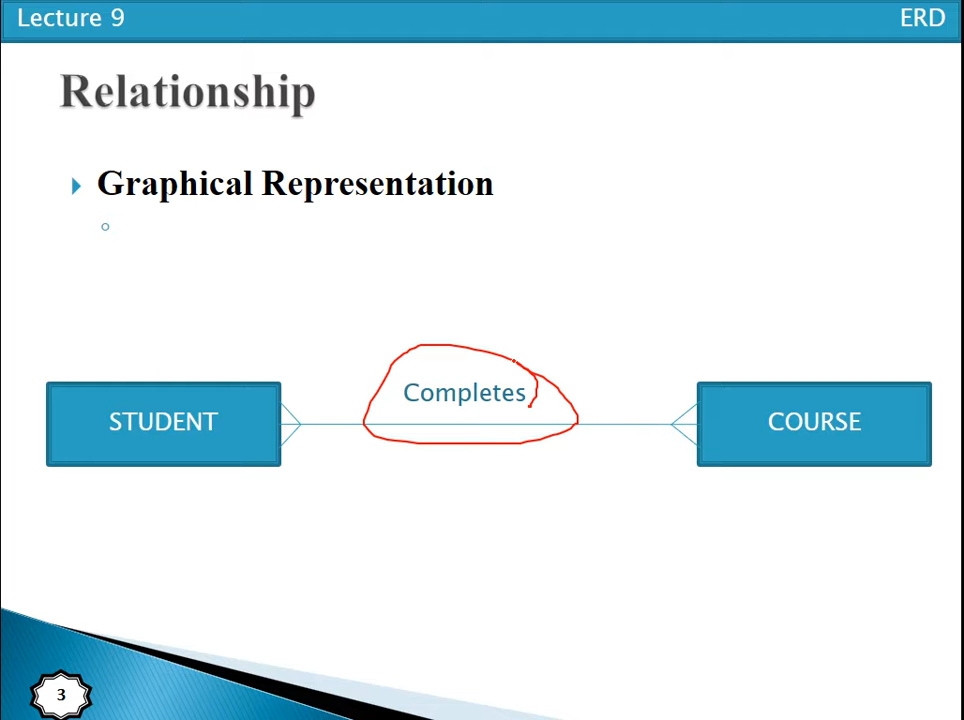 Lecture 9
ERD
Relationship
Graphical Representation
Completes
STUDENT
COURSE
3